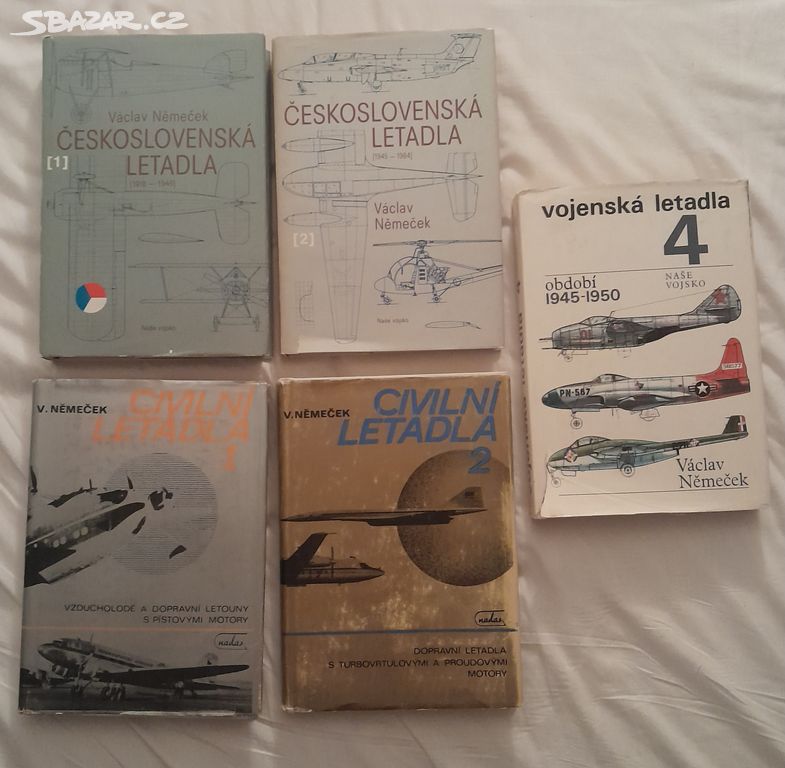 SBAZAR.CZ
Václav Němeček
ČESKOSLOVENSKÁ
LETADLA
[1]
[1918 — 1945]
Naše vojsko
ČESKOSLOVENSKÁ
LETADLA
[1945 — 1984]
Václav
Němeček
[2]
Naše vojsko
vojenská letadla
4
období
1945-1950
NAŠE
VOJSKO
01
PN-567
Václav
Němeček
V. NĚMEČEK
CIVILNÍ
LETADLA
1
VZDUCHOLODĚ A DOPRAVNÍ LETOUNY
S PÍSTOVÝMI MOTORY
nadas
V. NĚMEČEK
CIVILNÍ
LETADLA
2
nadas
DOPRAVNÍ LETADLA
S TURBOVRTULOVÝMI A PROUDOVÝMI
MOTORY